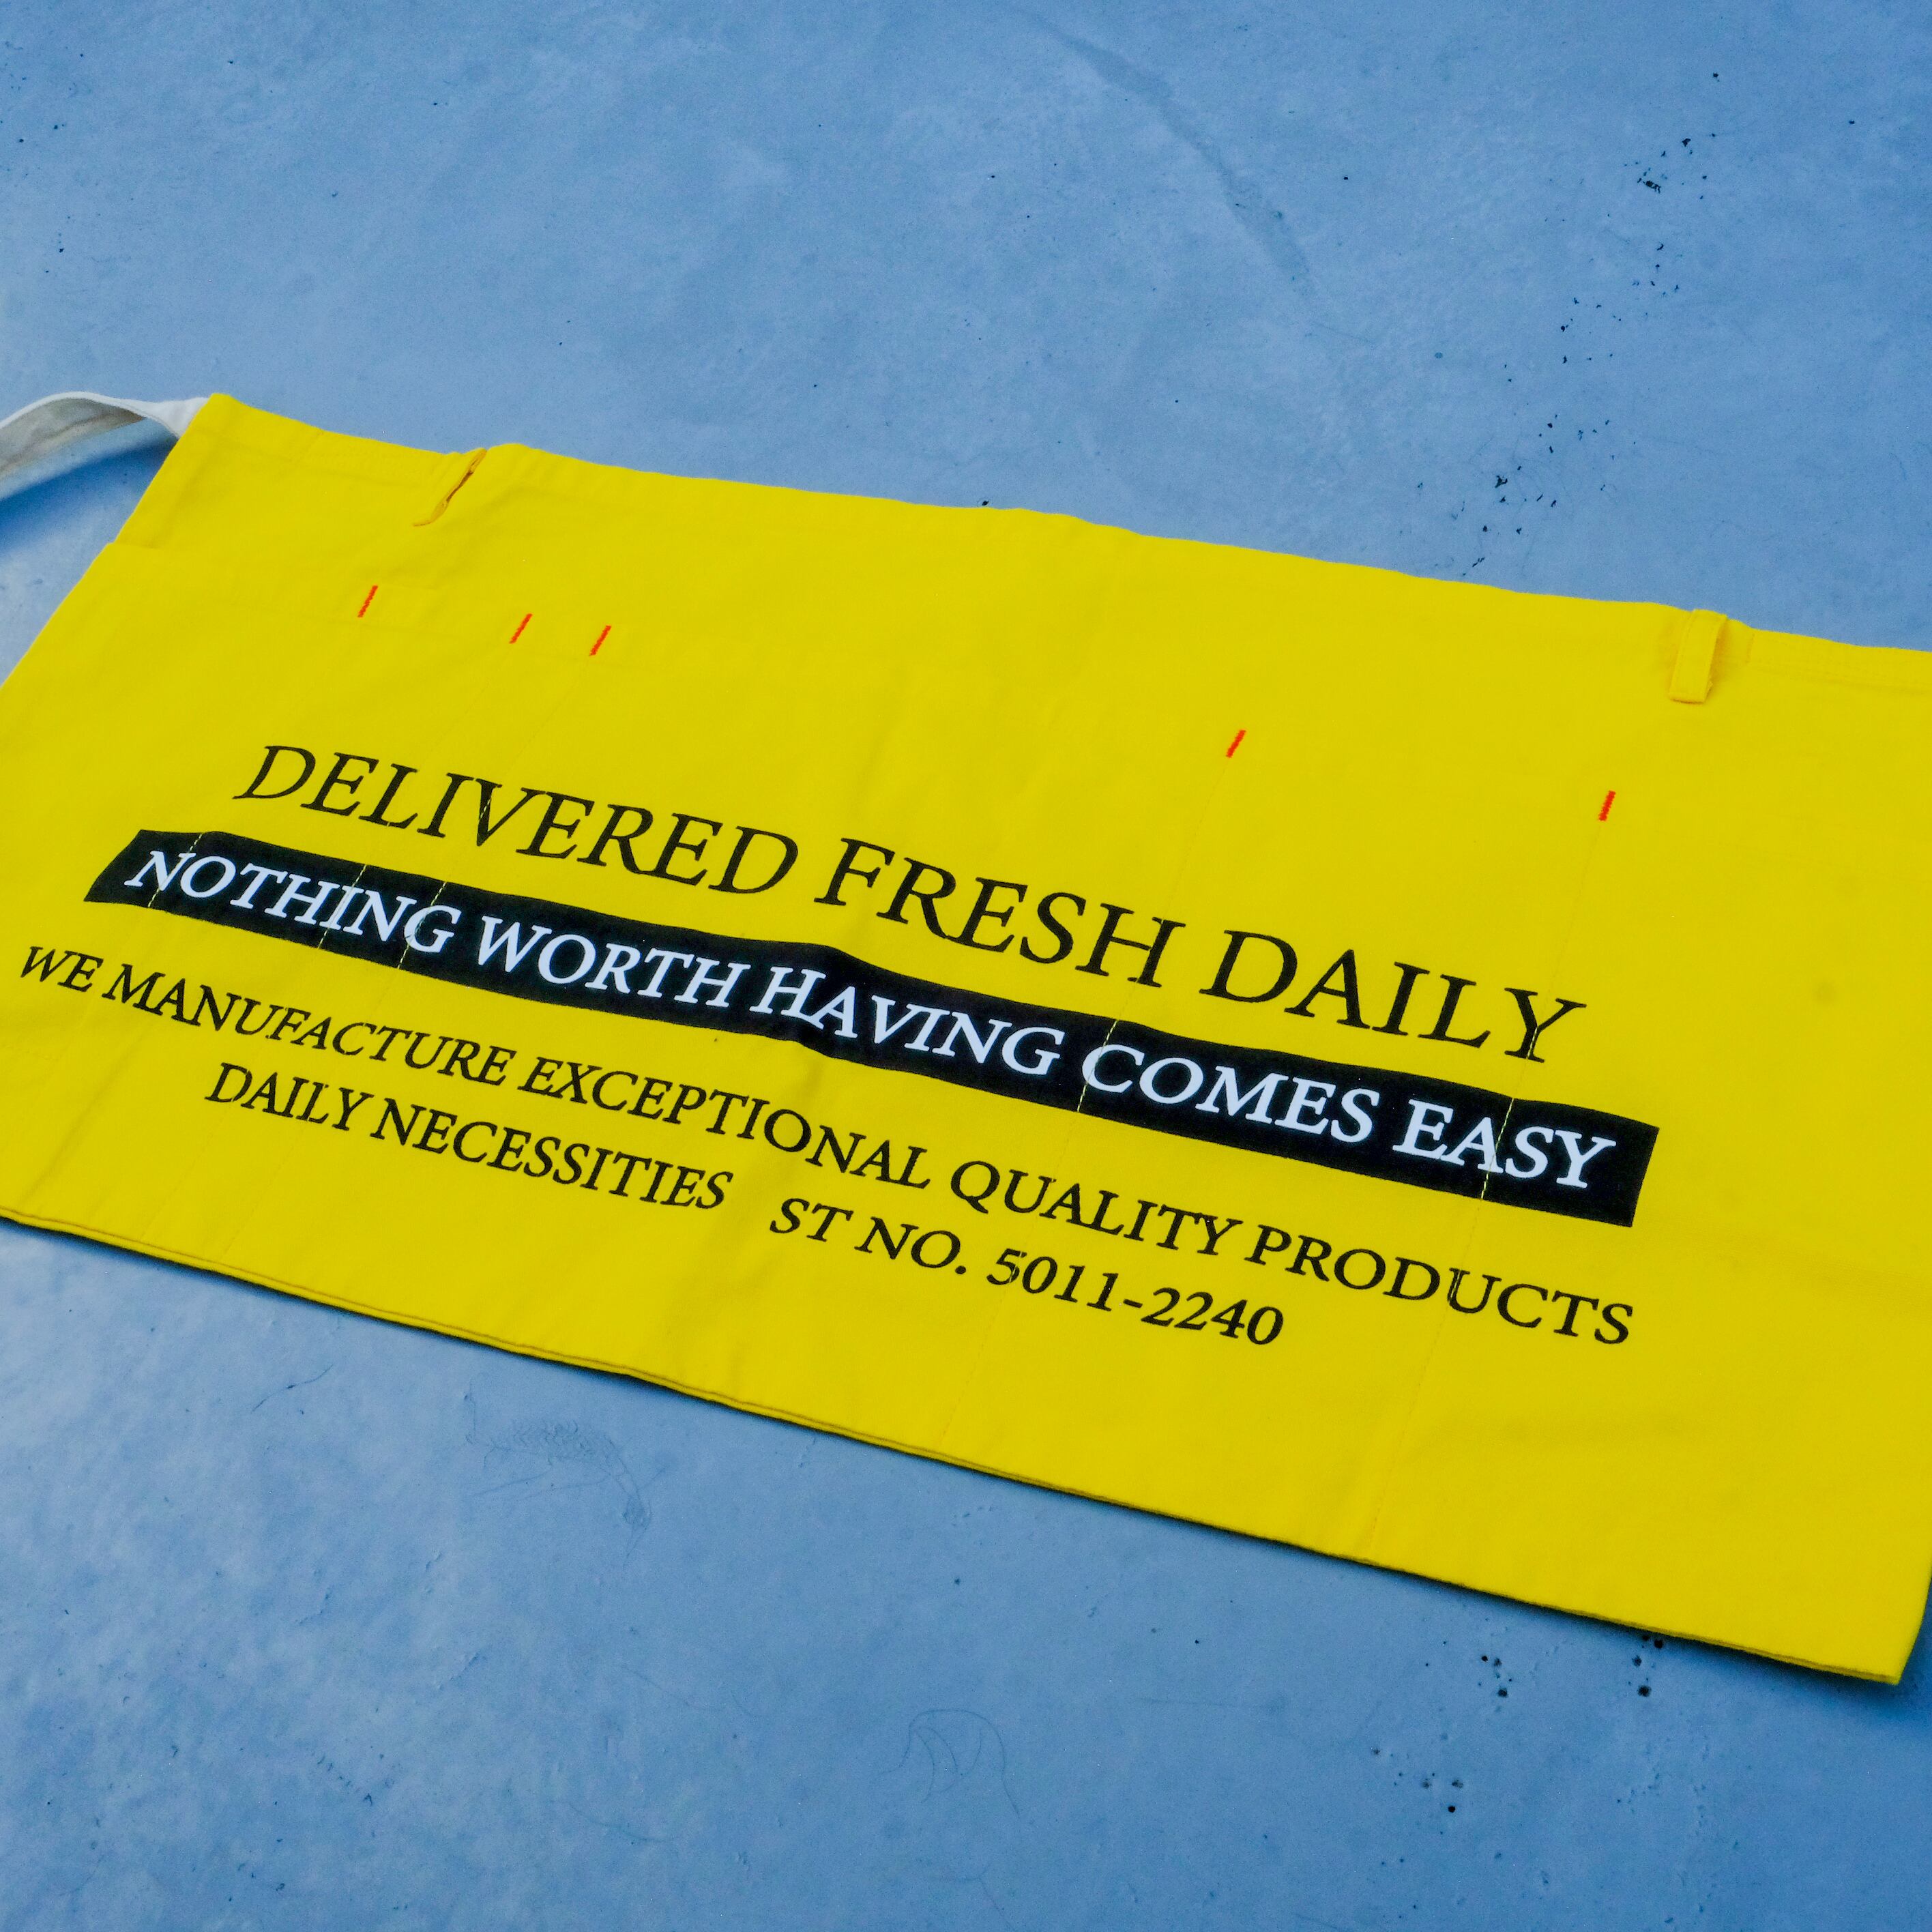 DELIVERED FRESH DAILY
NOTHING WORTH HAVING COMES EASY
WE MANUFACTURE EXCEPTIONAL QUALITY PRODUCTS
DAILY NECESSITIES ST NO. 5011-2240